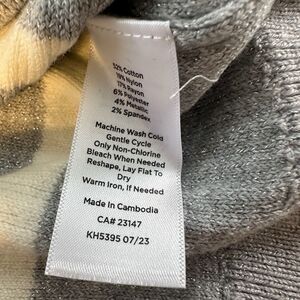 52% Cotton
19% Nylon
17% Rayon
6% Polyester
4% Metallic
2% Spandex
Machine Wash Cold
Gentle Cycle
Only Non-Chlorine
Bleach When Needed
Reshape, Lay Flat To
Dry
Warm Iron, If Needed
Made in Cambodia
CA# 23147
KH5395 07/23